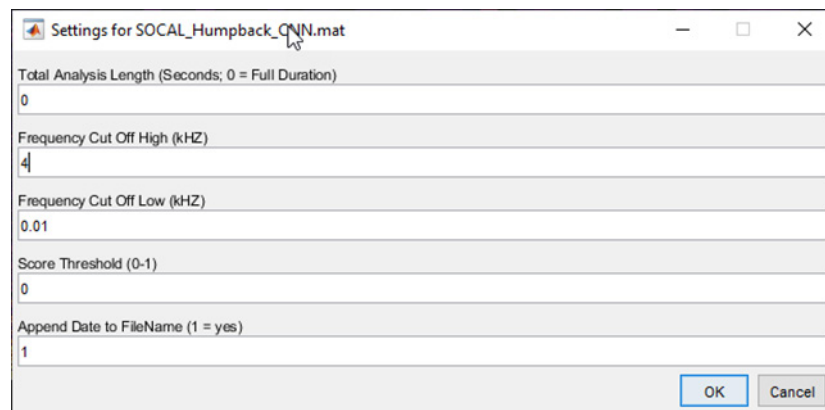 Settings for SOCAL_Humpback_CNN.mat
Total Analysis Length (Seconds; 0 = Full Duration)
0
Frequency Cut Off High (kHZ)
4
Frequency Cut Off Low (kHZ)
0.01
Score Threshold (0-1)
0
Append Date to FileName (1 = yes)
1
OK Cancel